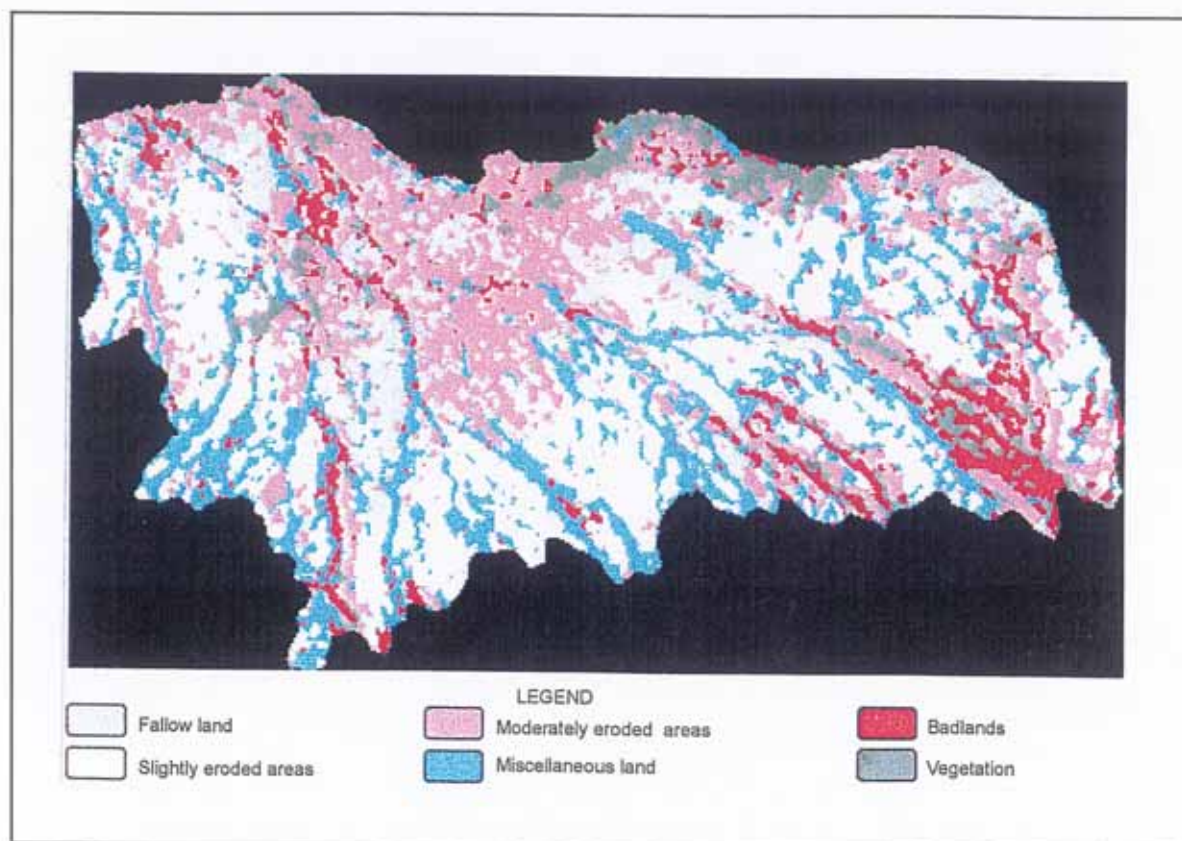 LEGEND
Fallow land
Moderately eroded areas
Badlands
Slightly eroded areas
Miscellaneous land
Vegetation